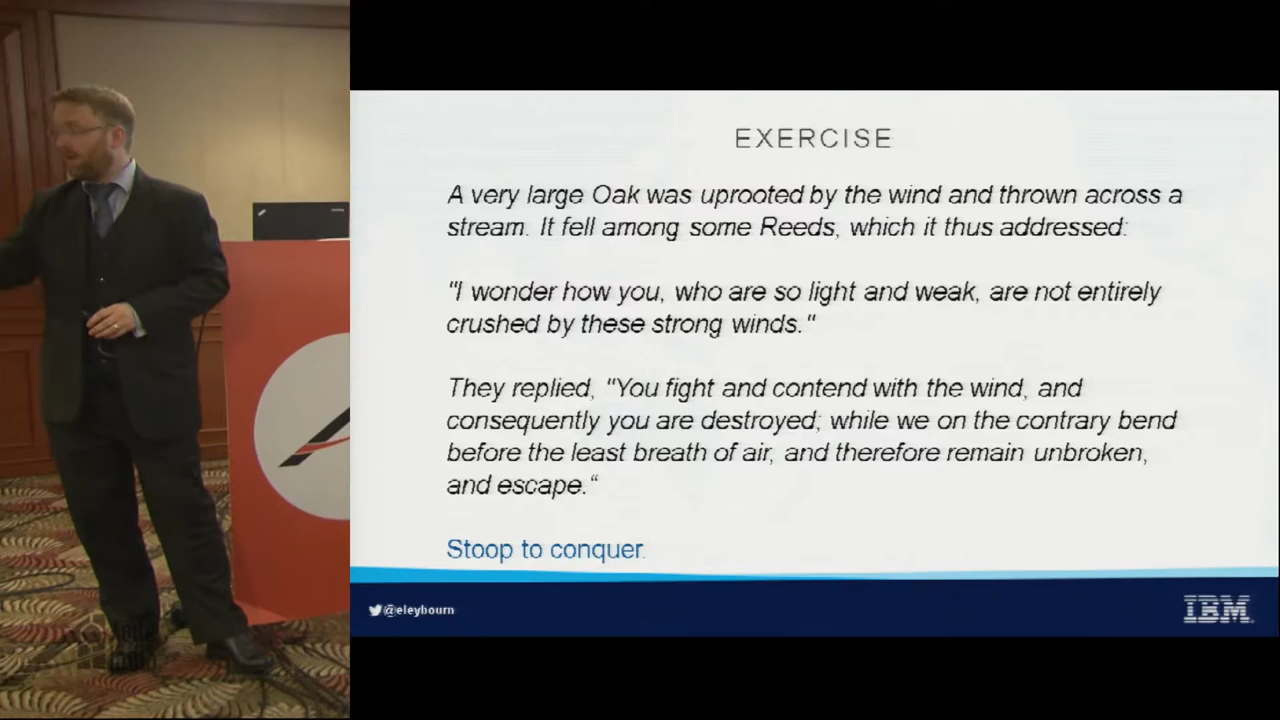 EXERCISE
A very large Oak was uprooted by the wind and thrown across a
stream. It fell among some Reeds, which it thus addressed:
"I wonder how you, who are so light and weak, are not entirely
crushed by these strong winds."
They replied, "You fight and contend with the wind, and
consequently you are destroyed; while we on the contrary bend
before the least breath of air, and therefore remain unbroken,
and escape.“
Stoop to conquer.
@eleybourn
IBM